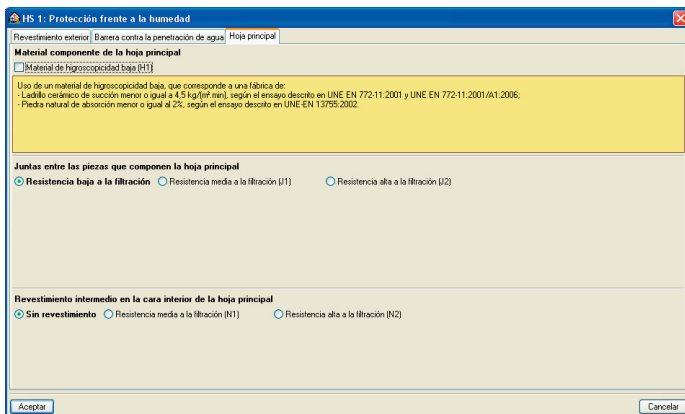 HS 1: Protección frente a la humedad
Revestimiento exterior Barrera contra la penetración de agua Hoja principal
Material componente de la hoja principal
Material de higroscopicidad baja (H1)
Uso de un material de higroscopicidad baja, que corresponde a una fábrica de:
- Ladrillo cerámico de succión menor o igual a 4,5 kg/(m².min), según el ensayo descrito en UNE EN 772-11:2001 y UNE EN 772-11:2001/A1:2006;
- Piedra natural de absorción menor o igual al 2%, según el ensayo descrito en UNE-EN 13755:2002.
Juntas entre las piezas que componen la hoja principal
Resistencia baja a la filtración Resistencia media a la filtración (J1) Resistencia alta a la filtración (J2)
Revestimiento intermedio en la cara interior de la hoja principal
Sin revestimiento Resistencia media a la filtración (N1) Resistencia alta a la filtración (N2)
Aceptar Cancelar